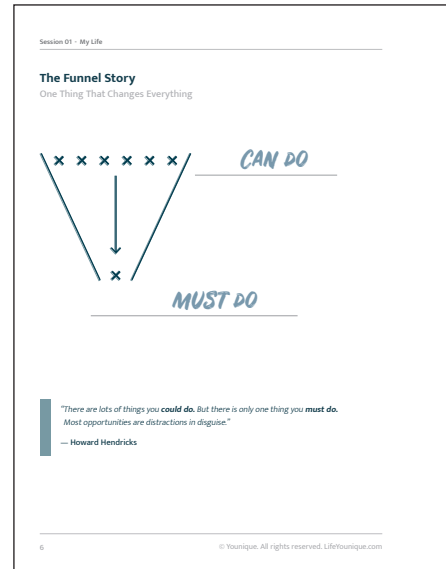 Session 01 – My Life
The Funnel Story
One Thing That Changes Everything
CAN DO
MUST DO
“There are lots of things you could do. But there is only one thing you must do.
Most opportunities are distractions in disguise.”
— Howard Hendricks
6
© Younique. All rights reserved. LifeYounique.com